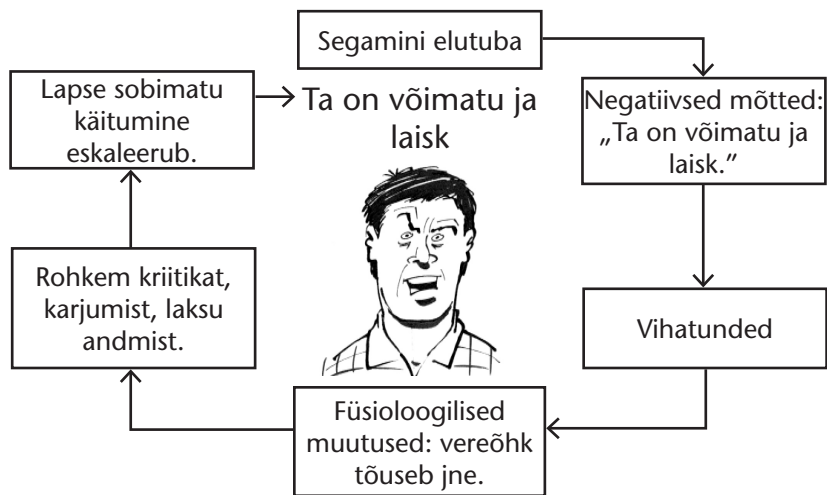 Segamini elutuba
Negatiivsed mõtted:
„Ta on võimatu ja
laisk.”
Vihatunded
Füsioloogilised
muutused: vereõhk
tõuseb jne.
Rohkem kriitikat,
karjumist, laksu
andmist.
Lapse sobimatu
käitumine
eskaleerub.
Ta on võimatu ja
laisk